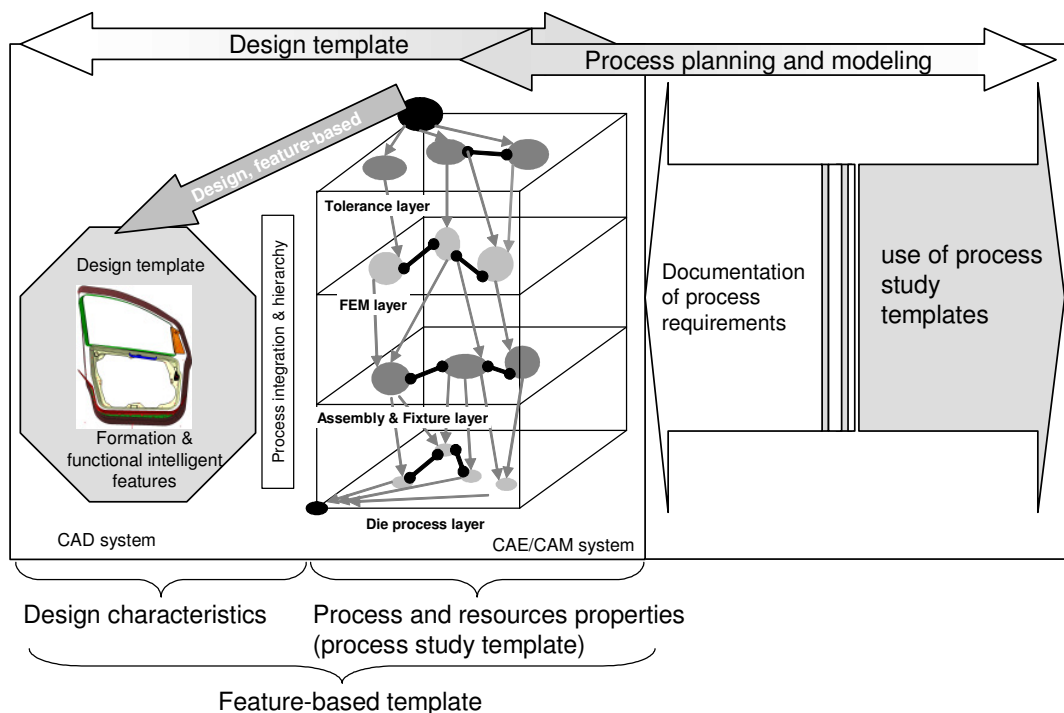 Design template
Process planning and modeling
Design, feature-based
Tolerance layer
Process integration & hierarchy
Design template
FEM layer
Documentation
of process
requirements
use of process
study
templates
Assembly & Fixture layer
Formation &
functional intelligent
features
Die process layer
CAD system
CAE/CAM system
Design characteristics
Process and resources properties
(process study template)
Feature-based template